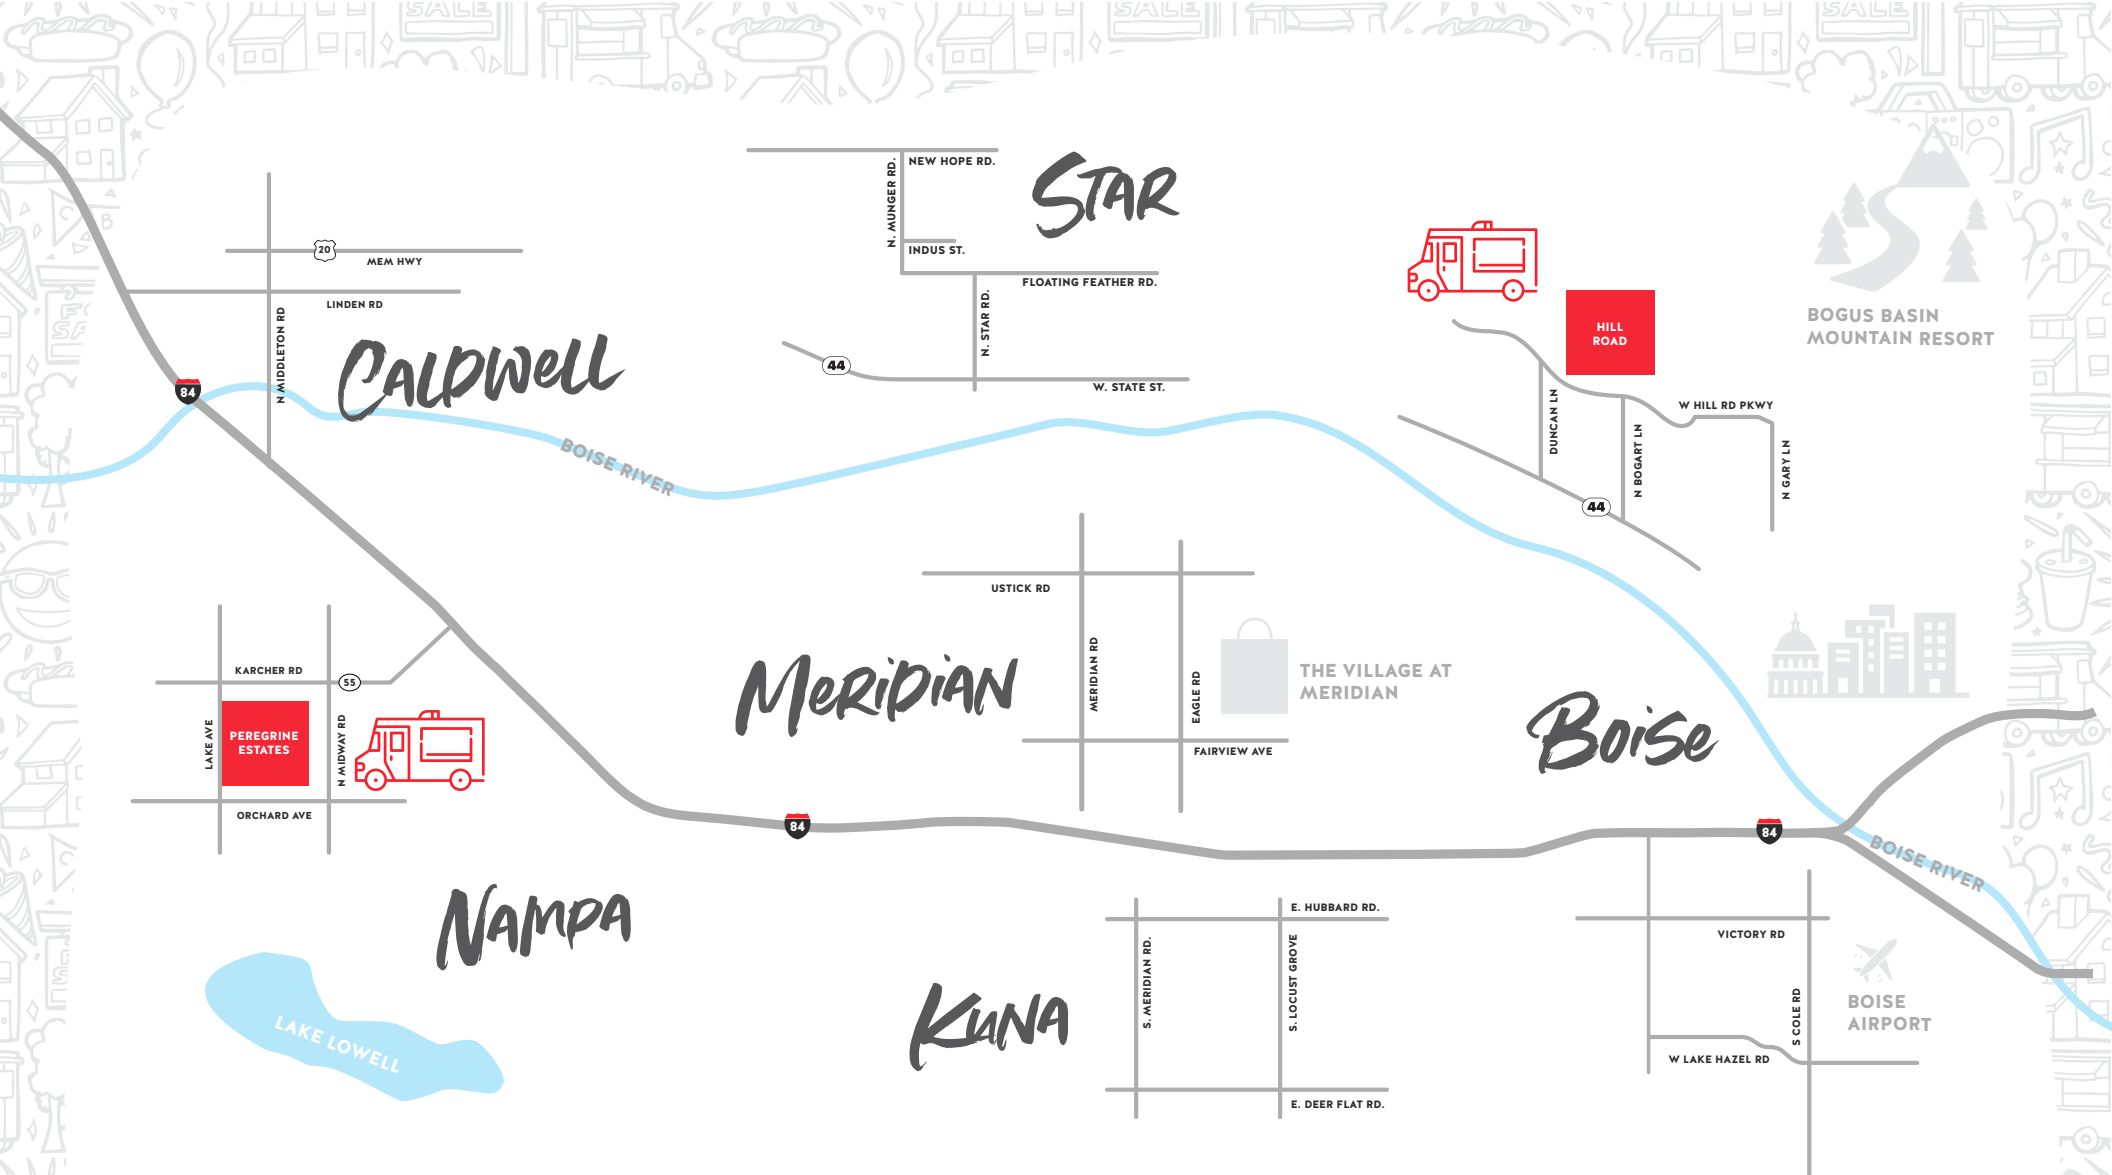 SALE
SALE
SALE
NEW HOPE RD.
N. MUNGER RD.
STAR
INDUS ST.
FLOATING FEATHER RD.
N. STAR RD.
44
W. STATE ST.
20
MEM HWY
LINDEN RD
N MIDDLETON RD
CALDWELL
84
BOISE RIVER
HILL
ROAD
W HILL RD PKWY
DUNCAN LN
N BOGART LN
N GARY LN
44
BOGUS BASIN
MOUNTAIN RESORT
USTICK RD
MERIDIAN RD
EAGLE RD
MERIDIAN
THE VILLAGE AT
MERIDIAN
FAIRVIEW AVE
BOISE
KARCHER RD
55
LAKE AVE
PEREGRINE
ESTATES
N MIDWAY RD
ORCHARD AVE
84
84
BOISE RIVER
NAMPA
LAKE LOWELL
KUNA
E. HUBBARD RD.
S. MERIDIAN RD.
S. LOCUST GROVE
E. DEER FLAT RD.
VICTORY RD
S COLE RD
W LAKE HAZEL RD
BOISE
AIRPORT